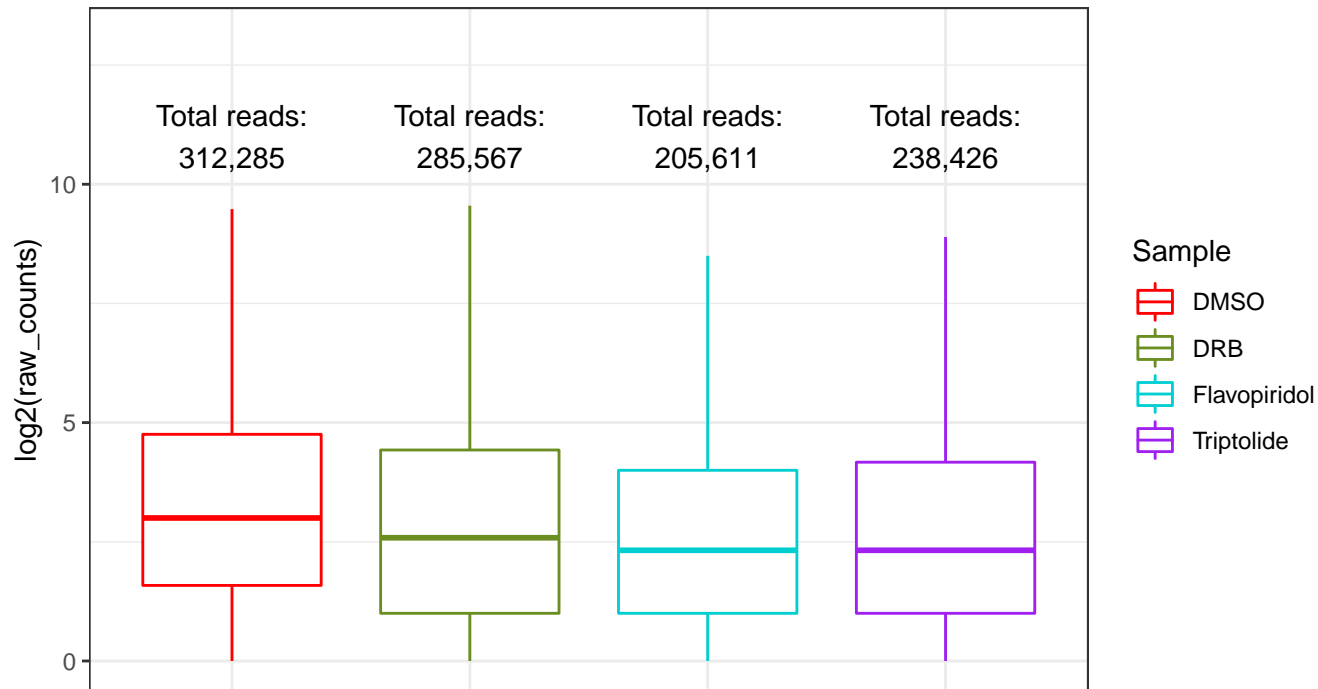 Total reads:
312,285
Total reads:
285,567
Total reads:
205,611
Total reads:
238,426
10
5
0
log2(raw_counts)
Sample
DMSO
DRB
Flavopiridol
Triptolide